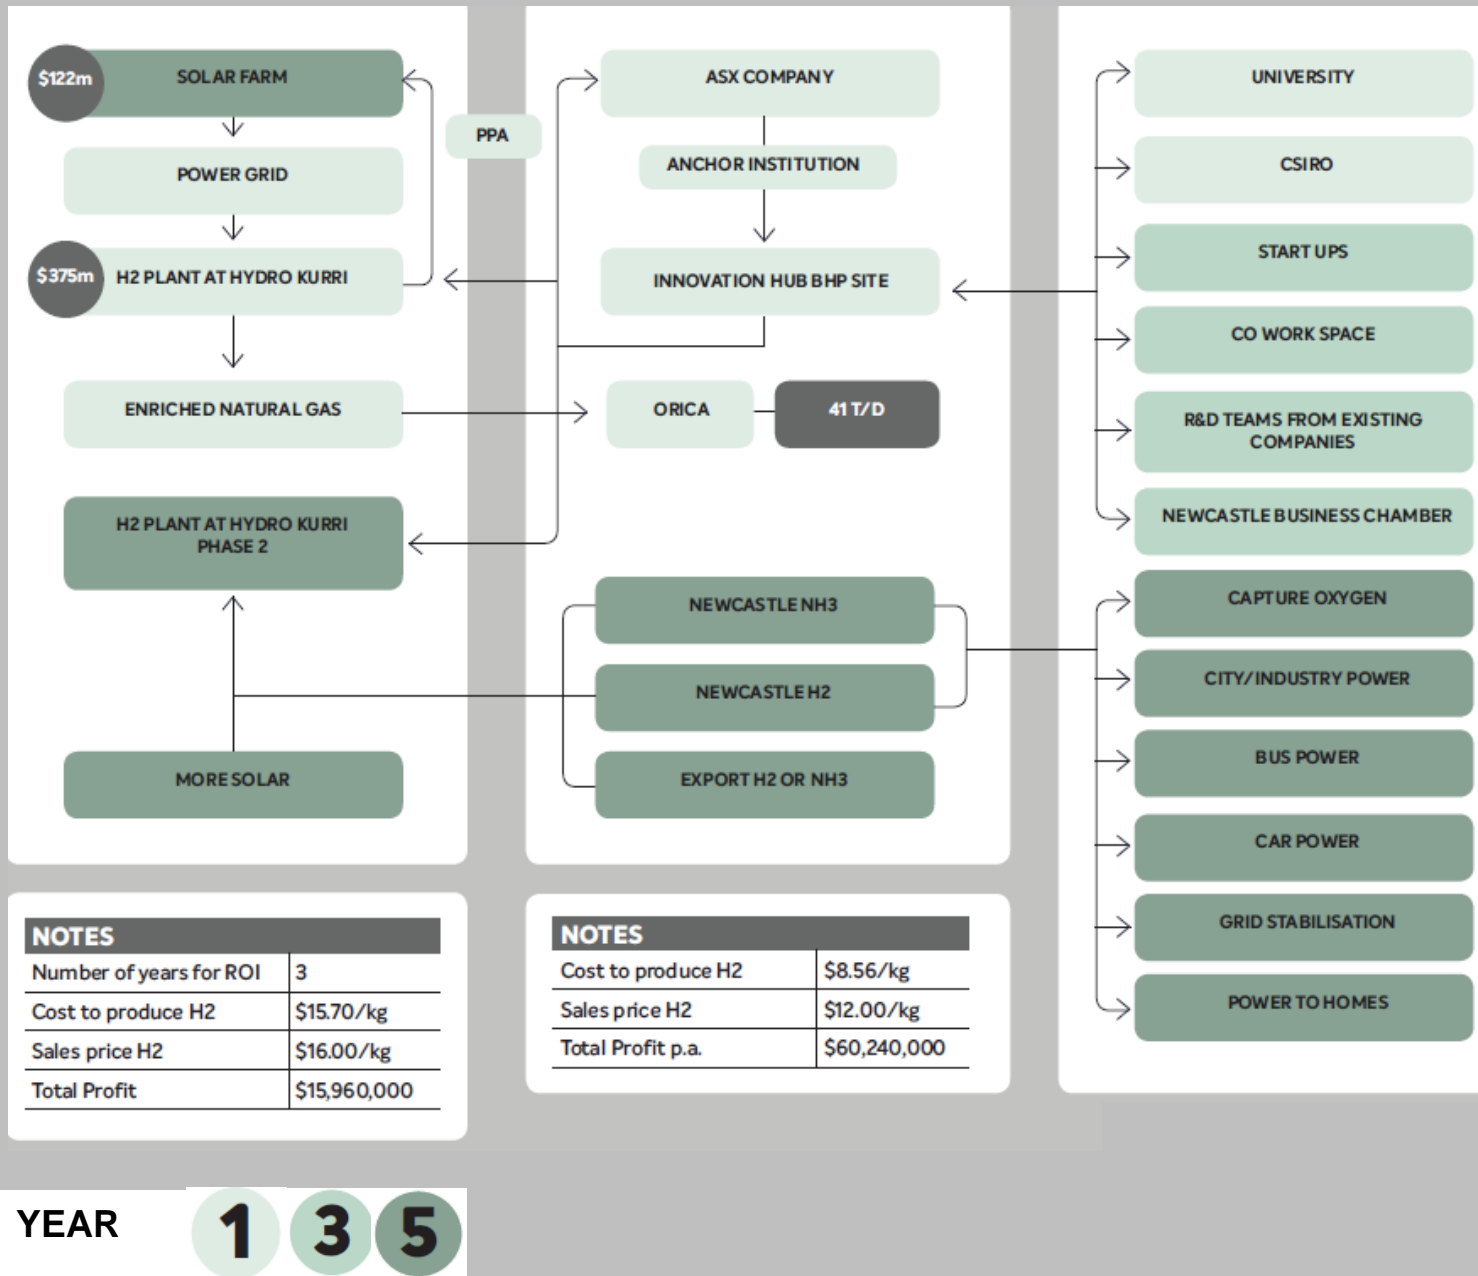 $122m
SOLAR FARM
POWER GRID
$375m
H2 PLANT AT HYDRO KURRI
ENRICHED NATURAL GAS
H2 PLANT AT HYDRO KURRI
PHASE 2
MORE SOLAR
PPA
ASX COMPANY
ANCHOR INSTITUTION
INNOVATION HUB BHP SITE
ORICA
41 T/D
NEWCASTLE NH3
NEWCASTLE H2
EXPORT H2 OR NH3
UNIVERSITY
CSIRO
START UPS
CO WORK SPACE
R&D TEAMS FROM EXISTING
COMPANIES
NEWCASTLE BUSINESS CHAMBER
CAPTURE OXYGEN
CITY/INDUSTRY POWER
BUS POWER
CAR POWER
GRID STABILISATION
POWER TO HOMES
NOTES
Number of years for ROI 3
Cost to produce H2 $15.70/kg
Sales price H2 $16.00/kg
Total Profit $15,960,000
NOTES
Cost to produce H2 $8.56/kg
Sales price H2 $12.00/kg
Total Profit p.a. $60,240,000
YEAR 1 3 5